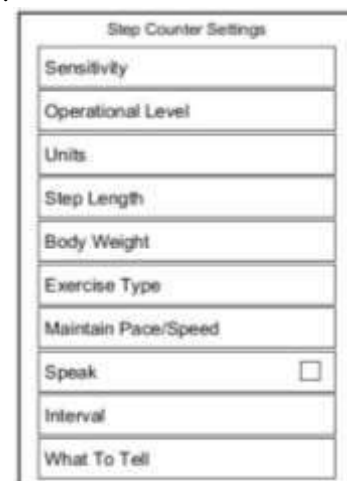 Step Counter Settings
Sensitivity
Operational Level
Units
Step Length
Body Weight
Exercise Type
Maintain Pace/Speed
Speak
Interval
What To Tell